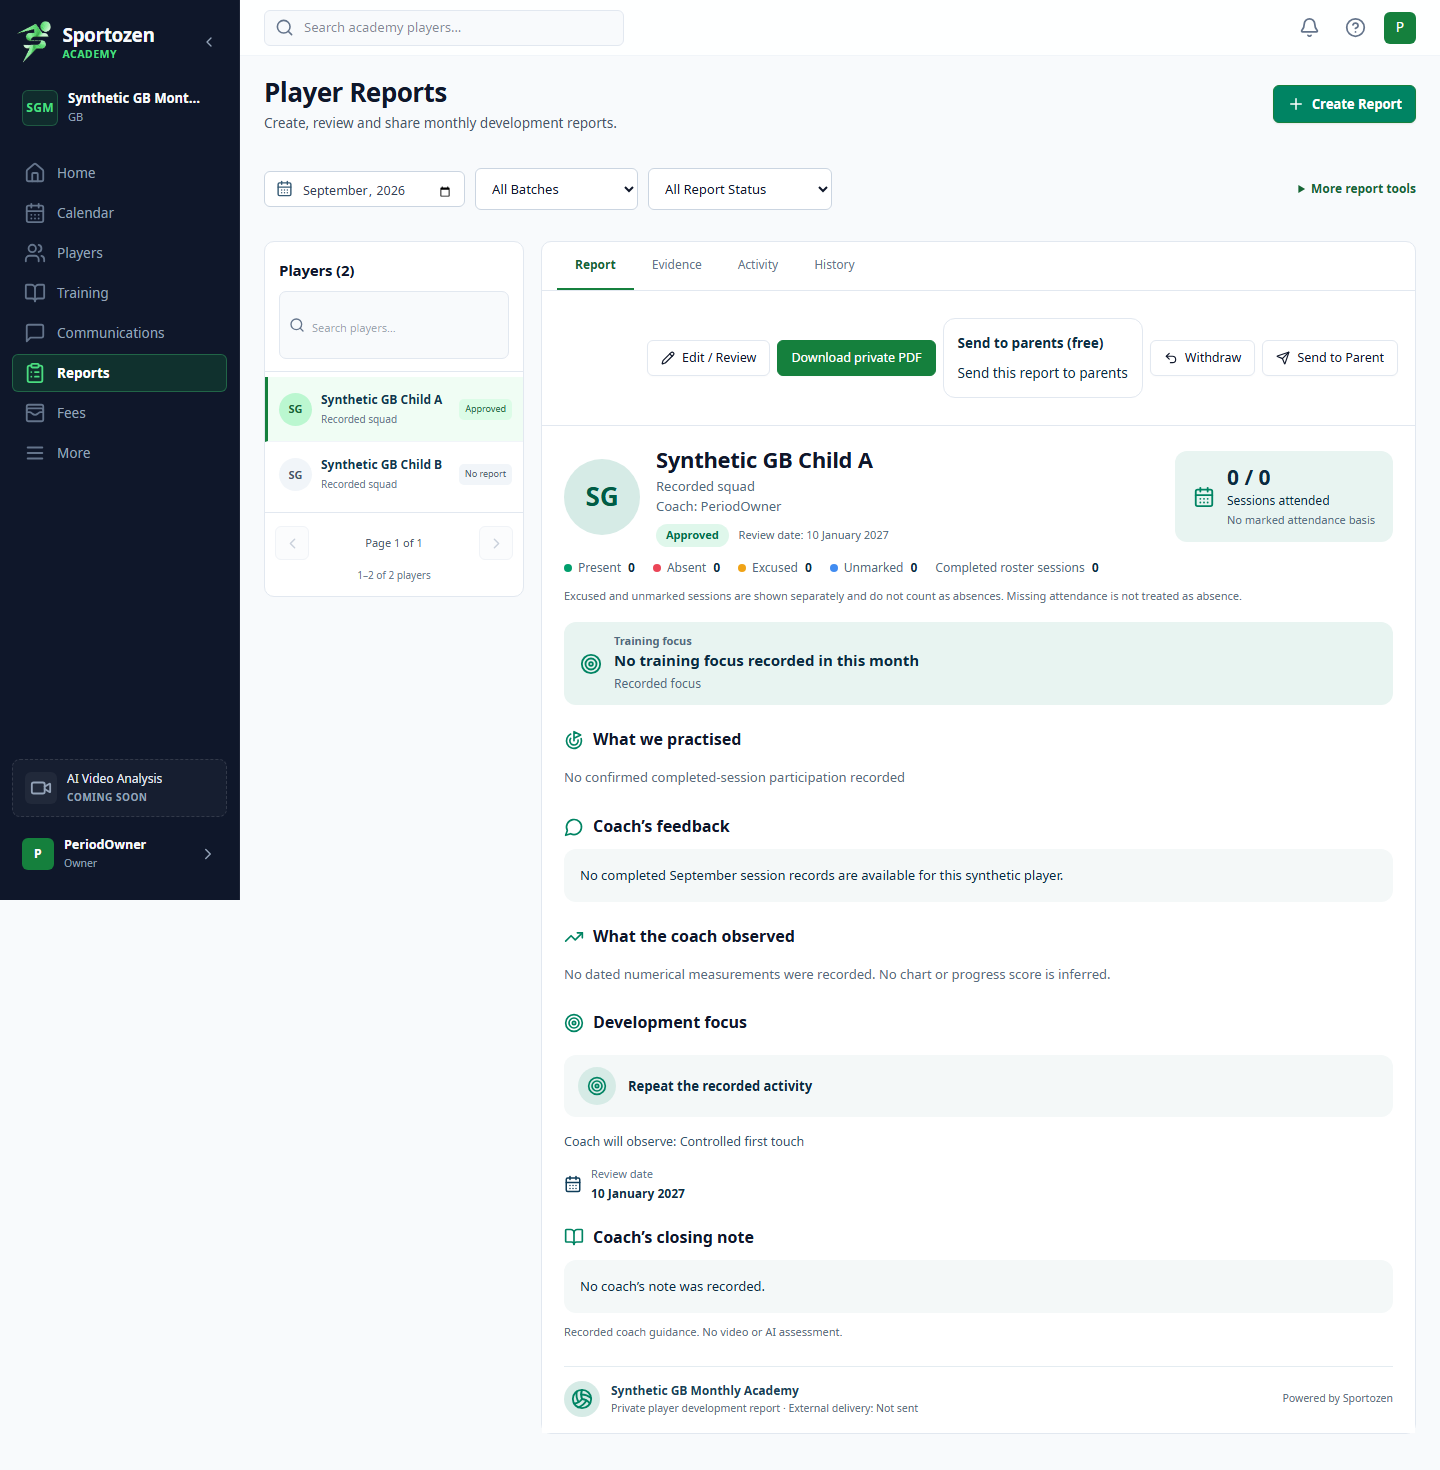 Sportozen
ACADEMY
SGM
Synthetic GB Mont...
GB
Home
Calendar
Players
Training
Communications
Reports
Fees
More
AI Video Analysis
COMING SOON
P
PeriodOwner
Owner
Search academy players...
P
Player Reports
Create, review and share monthly development reports.
Create Report
September, 2026
All Batches
All Report Status
More report tools
Players (2)
Search players...
SG
Synthetic GB Child A
Recorded squad
Approved
SG
Synthetic GB Child B
Recorded squad
No report
Page 1 of 1
1–2 of 2 players
Report
Evidence
Activity
History
Edit / Review
Download private PDF
Send to parents (free)
Send this report to parents
Withdraw
Send to Parent
SG
Synthetic GB Child A
Recorded squad
Coach: PeriodOwner
Approved
Review date: 10 January 2027
0 / 0
Sessions attended
No marked attendance basis
Present 0
Absent 0
Excused 0
Unmarked 0
Completed roster sessions 0
Excused and unmarked sessions are shown separately and do not count as absences. Missing attendance is not treated as absence.
Training focus
No training focus recorded in this month
Recorded focus
What we practised
No confirmed completed-session participation recorded
Coach’s feedback
No completed September session records are available for this synthetic player.
What the coach observed
No dated numerical measurements were recorded. No chart or progress score is inferred.
Development focus
Repeat the recorded activity
Coach will observe: Controlled first touch
Review date
10 January 2027
Coach’s closing note
No coach’s note was recorded.
Recorded coach guidance. No video or AI assessment.
Synthetic GB Monthly Academy
Private player development report · External delivery: Not sent
Powered by Sportozen